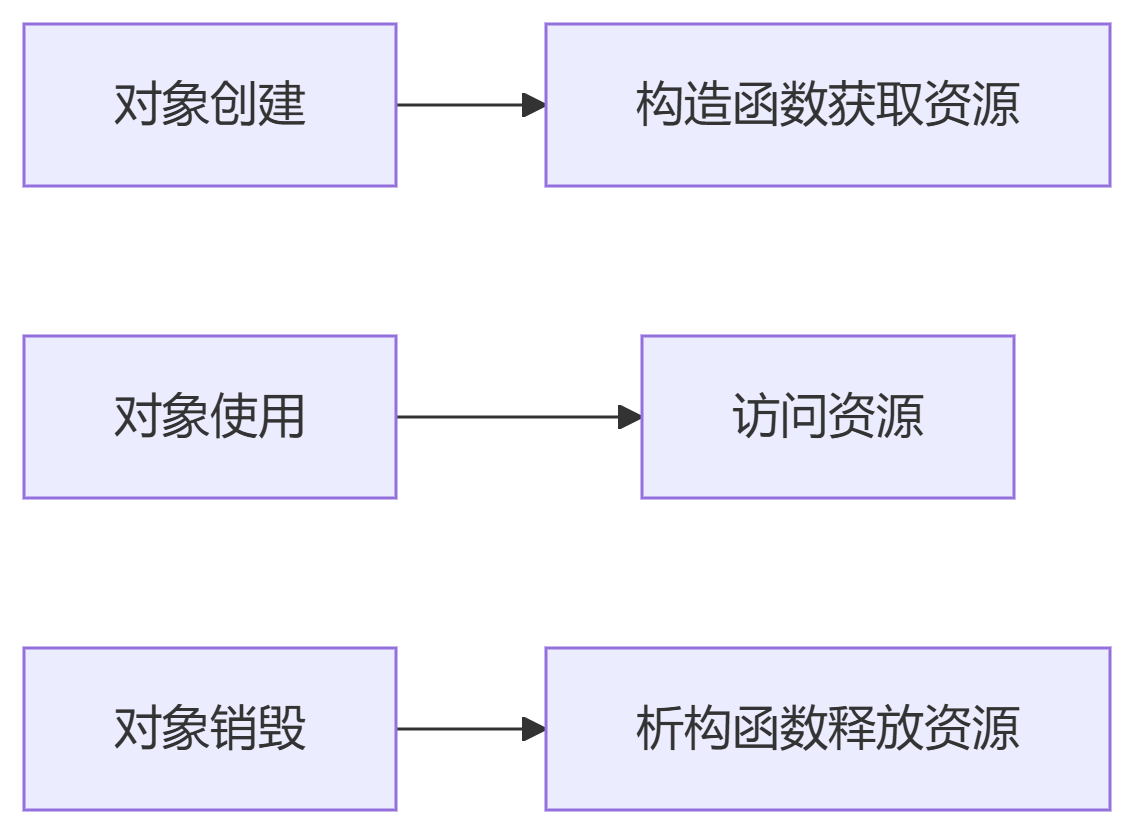 对象创建
构造函数获取资源
对象使用
访问资源
对象销毁
析构函数释放资源